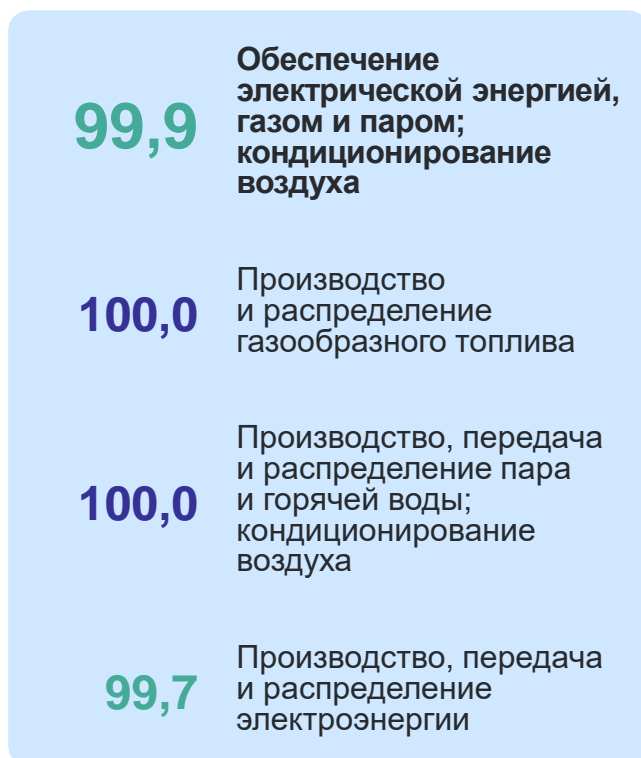 99,9
Обеспечение
электрической энергией,
газом и паром;
кондиционирование
воздуха
100,0
Производство
и распределение
газообразного топлива
100,0
Производство, передача
и распределение пара
и горячей воды;
кондиционирование
воздуха
99,7
Производство, передача
и распределение
электроэнергии